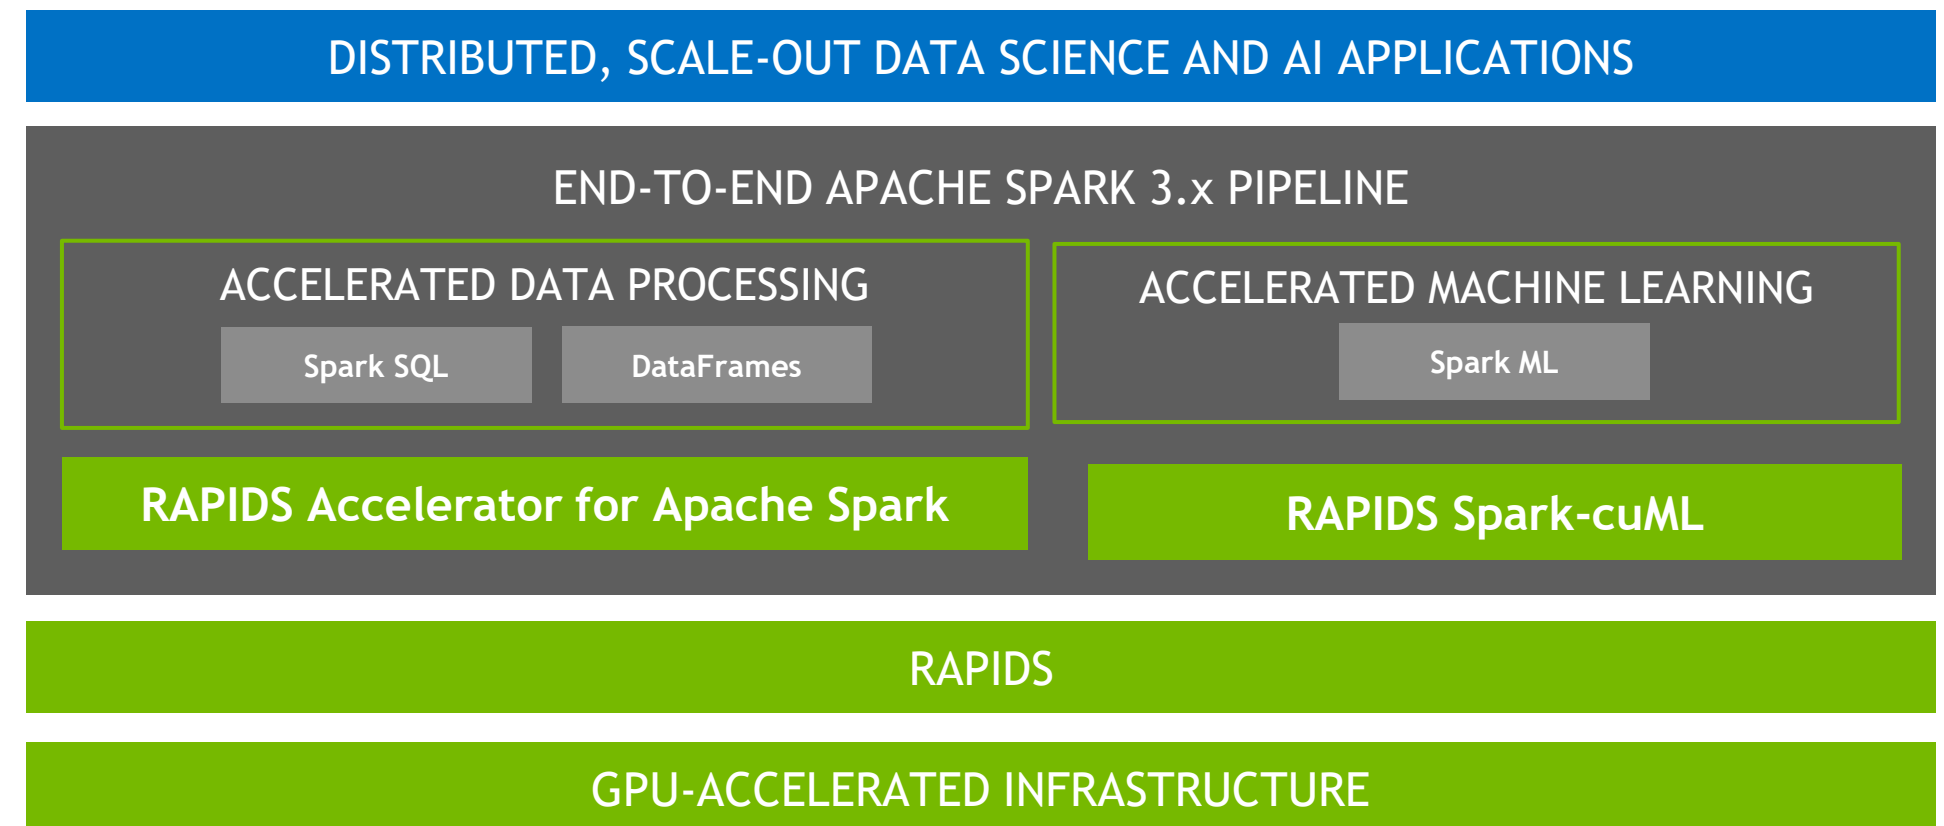 DISTRIBUTED, SCALE-OUT DATA SCIENCE AND AI APPLICATIONS
END-TO-END APACHE SPARK 3.x PIPELINE
ACCELERATED DATA PROCESSING
Spark SQL
DataFrames
ACCELERATED MACHINE LEARNING
Spark ML
RAPIDS Accelerator for Apache Spark
RAPIDS Spark-cuML
RAPIDS
GPU-ACCELERATED INFRASTRUCTURE